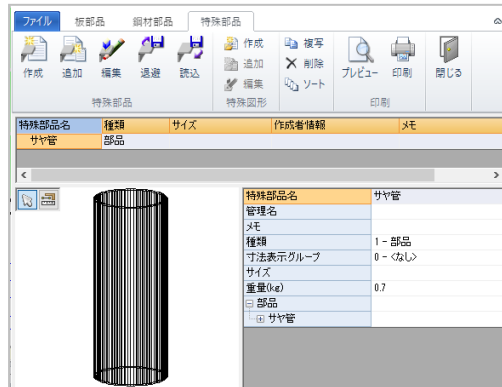 ファイル 板部品 鋼材部品 特殊部品
作成 追加 編集 退避 読込 作成 追加 編集 複写 削除 ソート プレビュー 印刷 閉じる
特殊部品 特殊図形 印刷
特殊部品名 種類 サイズ 作成者情報 メモ
サヤ管 部品
特殊部品名 サヤ管
管理名
メモ
種類 1 - 部品
寸法表示グループ 0 - <なし>
サイズ
重量(kg) 0.7
部品
サヤ管